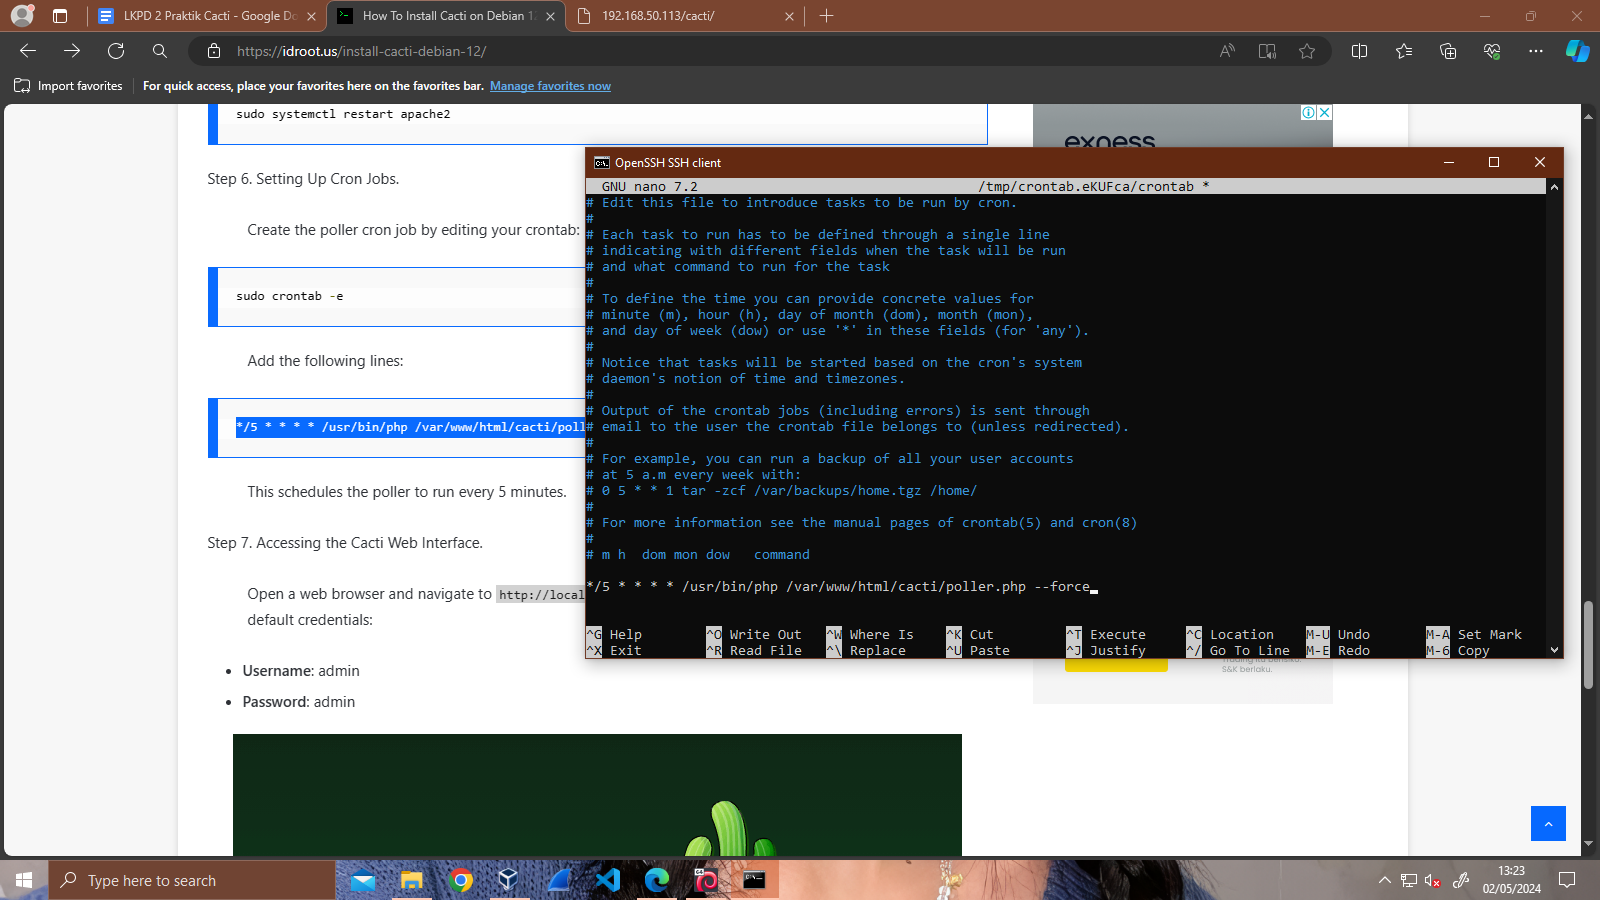 LKPD 2 Praktik Cacti - Google Do
How To Install Cacti on Debian 12
192.168.50.113/cacti/
https://idroot.us/install-cacti-debian-12/
Import favorites
For quick access, place your favorites here on the favorites bar. Manage favorites now
sudo systemctl restart apache2
Step 6. Setting Up Cron Jobs.
Create the poller cron job by editing your crontab:
sudo crontab -e
Add the following lines:
*/5 * * * * /usr/bin/php /var/www/html/cacti/poll
This schedules the poller to run every 5 minutes.
Step 7. Accessing the Cacti Web Interface.
Open a web browser and navigate to http://local
default credentials:
• Username: admin
• Password: admin
exness
OpenSSH SSH client
GNU nano 7.2 /tmp/crontab.eKUFca/crontab *
# Edit this file to introduce tasks to be run by cron.
#
# Each task to run has to be defined through a single line
# indicating with different fields when the task will be run
# and what command to run for the task
#
# To define the time you can provide concrete values for
# minute (m), hour (h), day of month (dom), month (mon),
# and day of week (dow) or use '*' in these fields (for 'any').
#
# Notice that tasks will be started based on the cron's system
# daemon's notion of time and timezones.
#
# Output of the crontab jobs (including errors) is sent through
# email to the user the crontab file belongs to (unless redirected).
#
# For example, you can run a backup of all your user accounts
# at 5 a.m every week with:
# 0 5 * * 1 tar -zcf /var/backups/home.tgz /home/
#
# For more information see the manual pages of crontab(5) and cron(8)
#
# m h  dom mon dow   command
*/5 * * * * /usr/bin/php /var/www/html/cacti/poller.php --force
^G Help ^O Write Out ^W Where Is ^K Cut ^T Execute ^C Location M-U Undo M-A Set Mark
^X Exit ^R Read File ^\ Replace ^U Paste ^J Justify ^/ Go To Line M-E Redo M-6 Copy
S&K berlaku.
Type here to search
13:23
02/05/2024